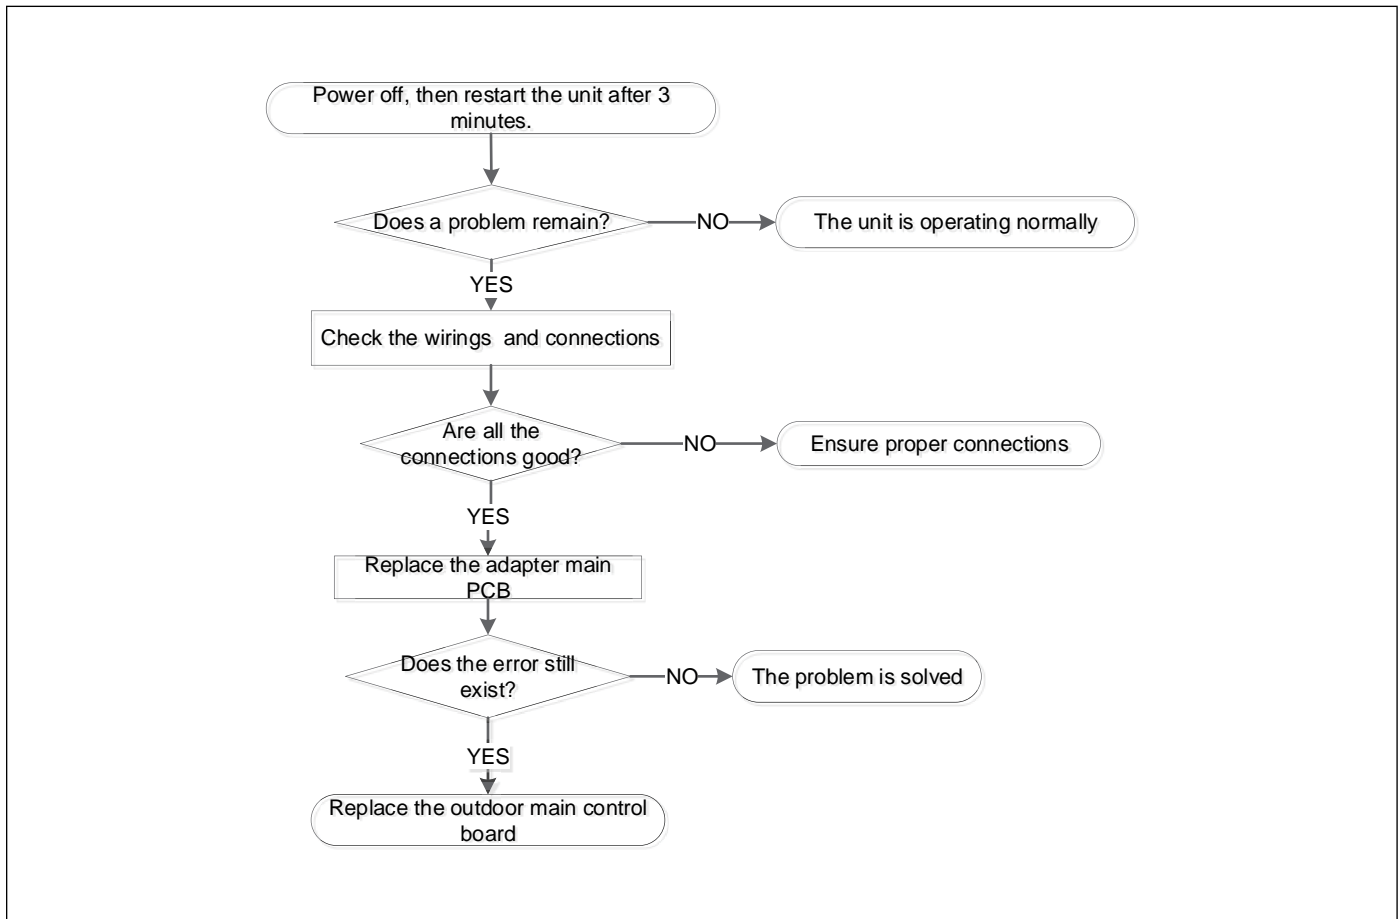 Power off, then restart the unit after 3
minutes.
Does a problem remain?
NO
The unit is operating normally
YES
Check the wirings  and connections
Are all the
connections good?
NO
Ensure proper connections
YES
Replace the adapter main
PCB
Does the error still
exist?
NO
The problem is solved
YES
Replace the outdoor main control
board